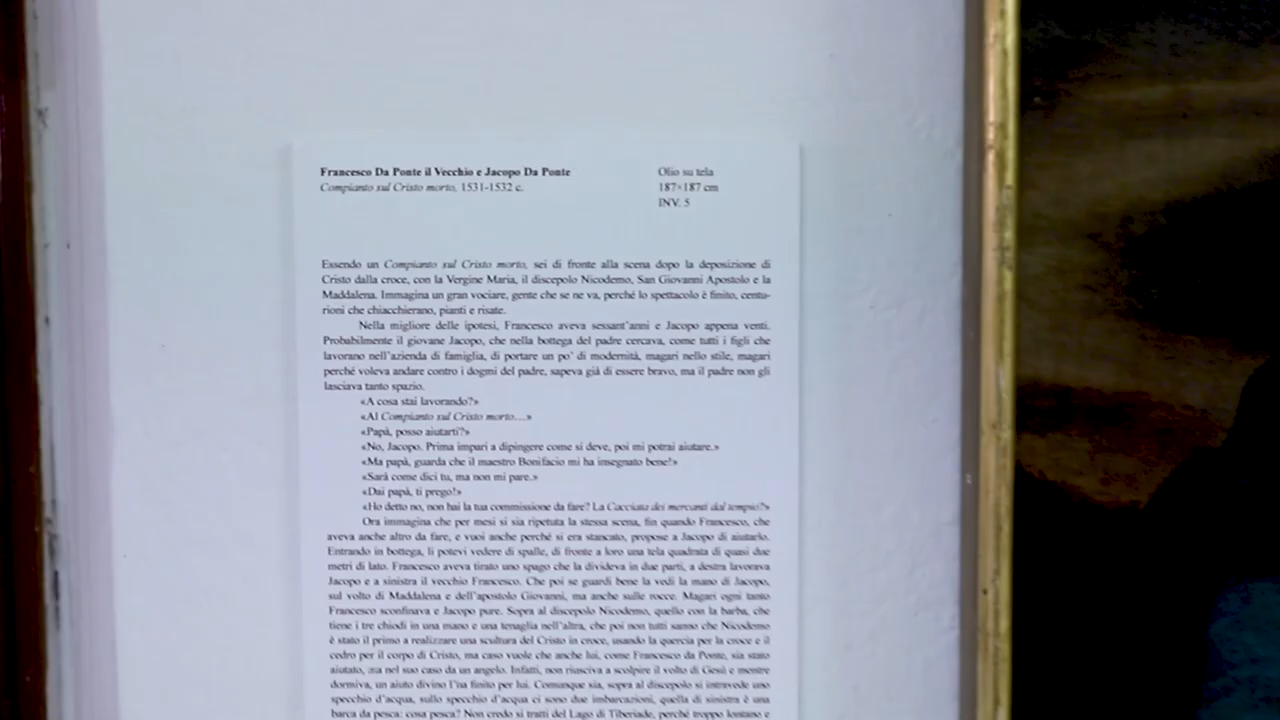 Francesco Da Ponte il Vecchio e Jacopo Da Ponte
Compianto sul Cristo morto, 1531-1532 c.
Olio su tela
187×187 cm
INV. 5
Essendo un Compianto sul Cristo morto, sei di fronte alla scena dopo la deposizione di
Cristo dalla croce, con la Vergine Maria, il discepolo Nicodemo, San Giovanni Apostolo e la
Maddalena. Immagina un gran vociare, gente che se ne va, perché lo spettacolo è finito, centu-
rioni che chiacchierano, pianti e risate.
Nella migliore delle ipotesi, Francesco aveva sessant'anni e Jacopo appena venti.
Probabilmente il giovane Jacopo, che nella bottega del padre cercava, come tutti i figli che
lavorano nell'azienda di famiglia, di portare un po' di modernità, magari nello stile, magari
perché voleva andare contro i dogmi del padre, sapeva già di essere bravo, ma il padre non gli
lasciava tanto spazio.
«A cosa stai lavorando?»
«Al Compianto sul Cristo morto…»
«Papà, posso aiutarti?»
«No, Jacopo. Prima impari a dipingere come si deve, poi mi potrai aiutare.»
«Ma papà, guarda che il maestro Bonifacio mi ha insegnato bene!»
«Sarà come dici tu, ma non mi pare.»
«Dai papà, ti prego!»
«Ho detto no, non hai la tua commissione da fare? La Cacciata dei mercanti dal tempio?»
Ora immagina che per mesi si sia ripetuta la stessa scena, fin quando Francesco, che
aveva anche altro da fare, e vuoi anche perché si era stancato, propose a Jacopo di aiutarlo.
Entrando in bottega, li potevi vedere di spalle, di fronte a loro una tela quadrata di quasi due
metri di lato. Francesco aveva tirato uno spago che la divideva in due parti, a destra lavorava
Jacopo e a sinistra il vecchio Francesco. Che poi se guardi bene la vedi la mano di Jacopo,
sul volto di Maddalena e dell'apostolo Giovanni, ma anche sulle rocce. Magari ogni tanto
Francesco sconfinava e Jacopo pure. Sopra al discepolo Nicodemo, quello con la barba, che
tiene i tre chiodi in una mano e una tenaglia nell'altra, che poi non tutti sanno che Nicodemo
è stato il primo a realizzare una scultura del Cristo in croce, usando la quercia per la croce e il
cedro per il corpo di Cristo, ma caso vuole che anche lui, come Francesco da Ponte, sia stato
aiutato, ma nel suo caso da un angelo. Infatti, non riusciva a scolpire il volto di Gesù e mentre
dormiva, un aiuto divino l'ha finito per lui. Comunque sia, sopra al discepolo si intravede uno
specchio d'acqua, sullo specchio d'acqua ci sono due imbarcazioni, quella di sinistra è una
barca da pesca: cosa pesca? Non credo si tratti del Lago di Tiberiade, perché troppo lontano e